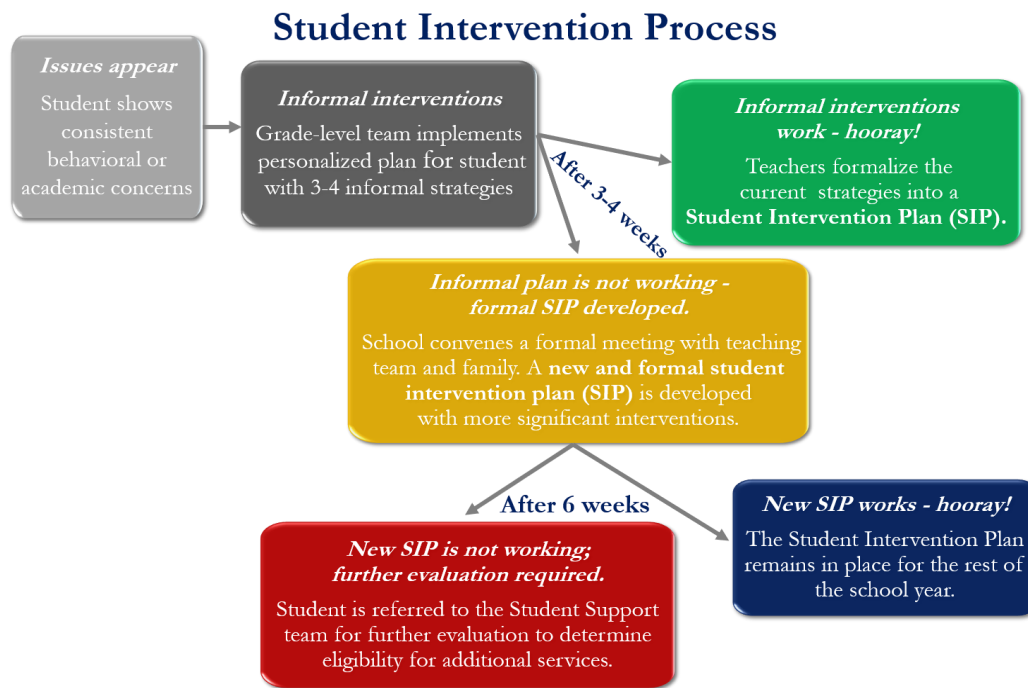 Student Intervention Process
Issues appear
Student shows
consistent
behavioral or
academic concerns
Informal interventions
Grade-level team implements
personalized plan for student
with 3-4 informal strategies
Informal interventions
work - hooray!
Teachers formalize the
current strategies into a
Student Intervention Plan (SIP).
After 3-4 weeks
Informal plan is not working -
formal SIP developed.
School convenes a formal meeting with teaching
team and family. A new and formal student
intervention plan (SIP) is developed
with more significant interventions.
After 6 weeks
New SIP is not working;
further evaluation required.
Student is referred to the Student Support
team for further evaluation to determine
eligibility for additional services.
New SIP works - hooray!
The Student Intervention Plan
remains in place for the rest of
the school year.